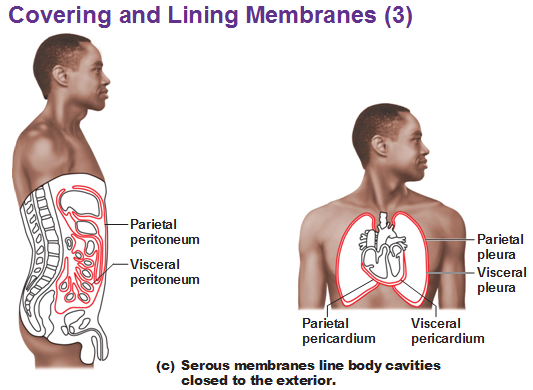 Covering and Lining Membranes (3)
Parietal
peritoneum
Visceral
peritoneum
Parietal
pleura
Visceral
pleura
Parietal
pericardium
Visceral
pericardium
(c) Serous membranes line body cavities
closed to the exterior.